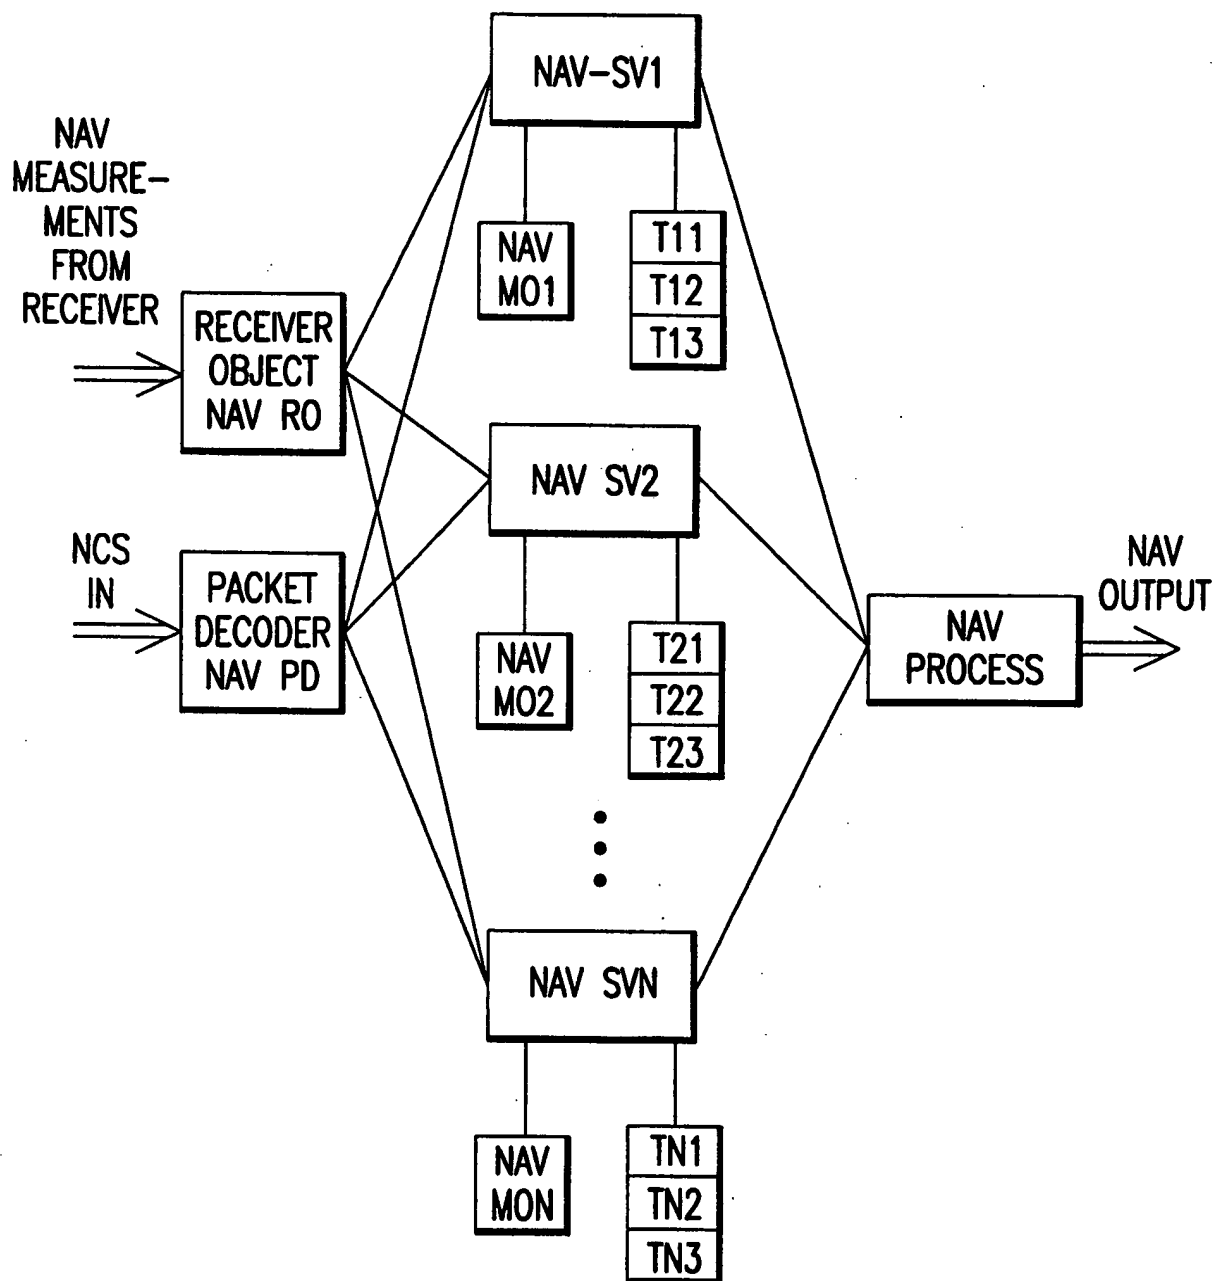 NAV-SV1
NAV
MEASURE-
MENTS
FROM
RECEIVER
NAV
MO1
T11
T12
T13
RECEIVER
OBJECT
NAV RO
NAV SV2
NCS
IN
PACKET
DECODER
NAV PD
NAV
MO2
T21
T22
T23
NAV
PROCESS
NAV
OUTPUT
NAV SVN
NAV
MON
TN1
TN2
TN3